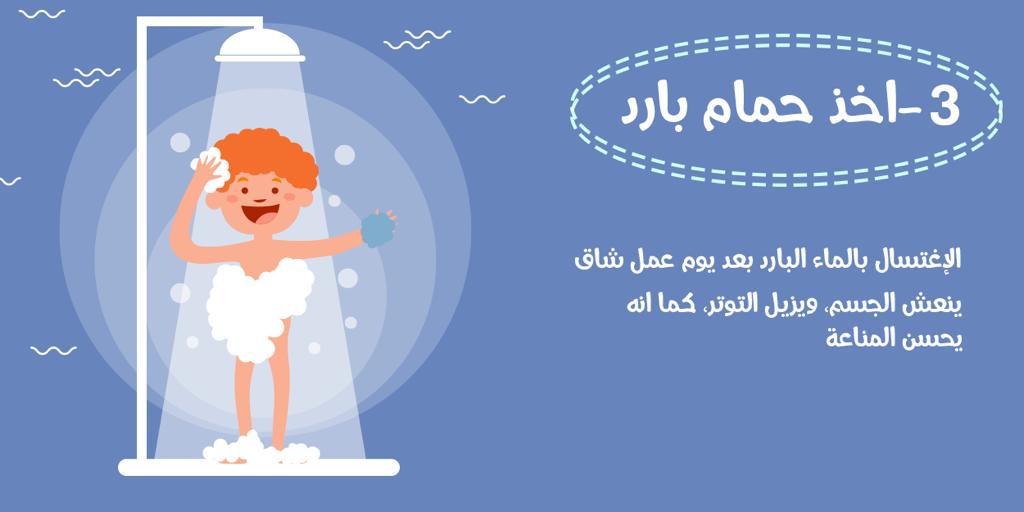 3-اخذ حمام بارد
الإغتسال بالماء البارد بعد يوم عمل شاق
ينعش الجسم، ويزيل التوتر، كما انه
يحسن المناعة